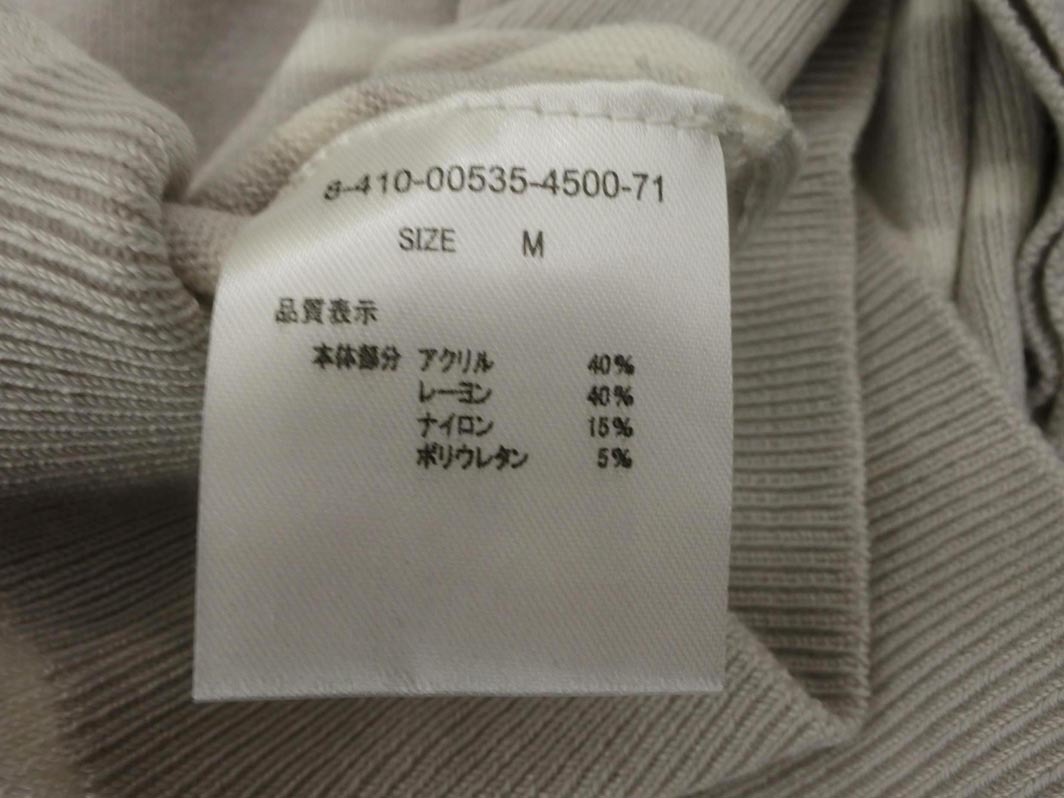 8-410-00535-4500-71
SIZE M
品質表示
本体部分 アクリル 40%
レーヨン 40%
ナイロン 15%
ポリウレタン 5%